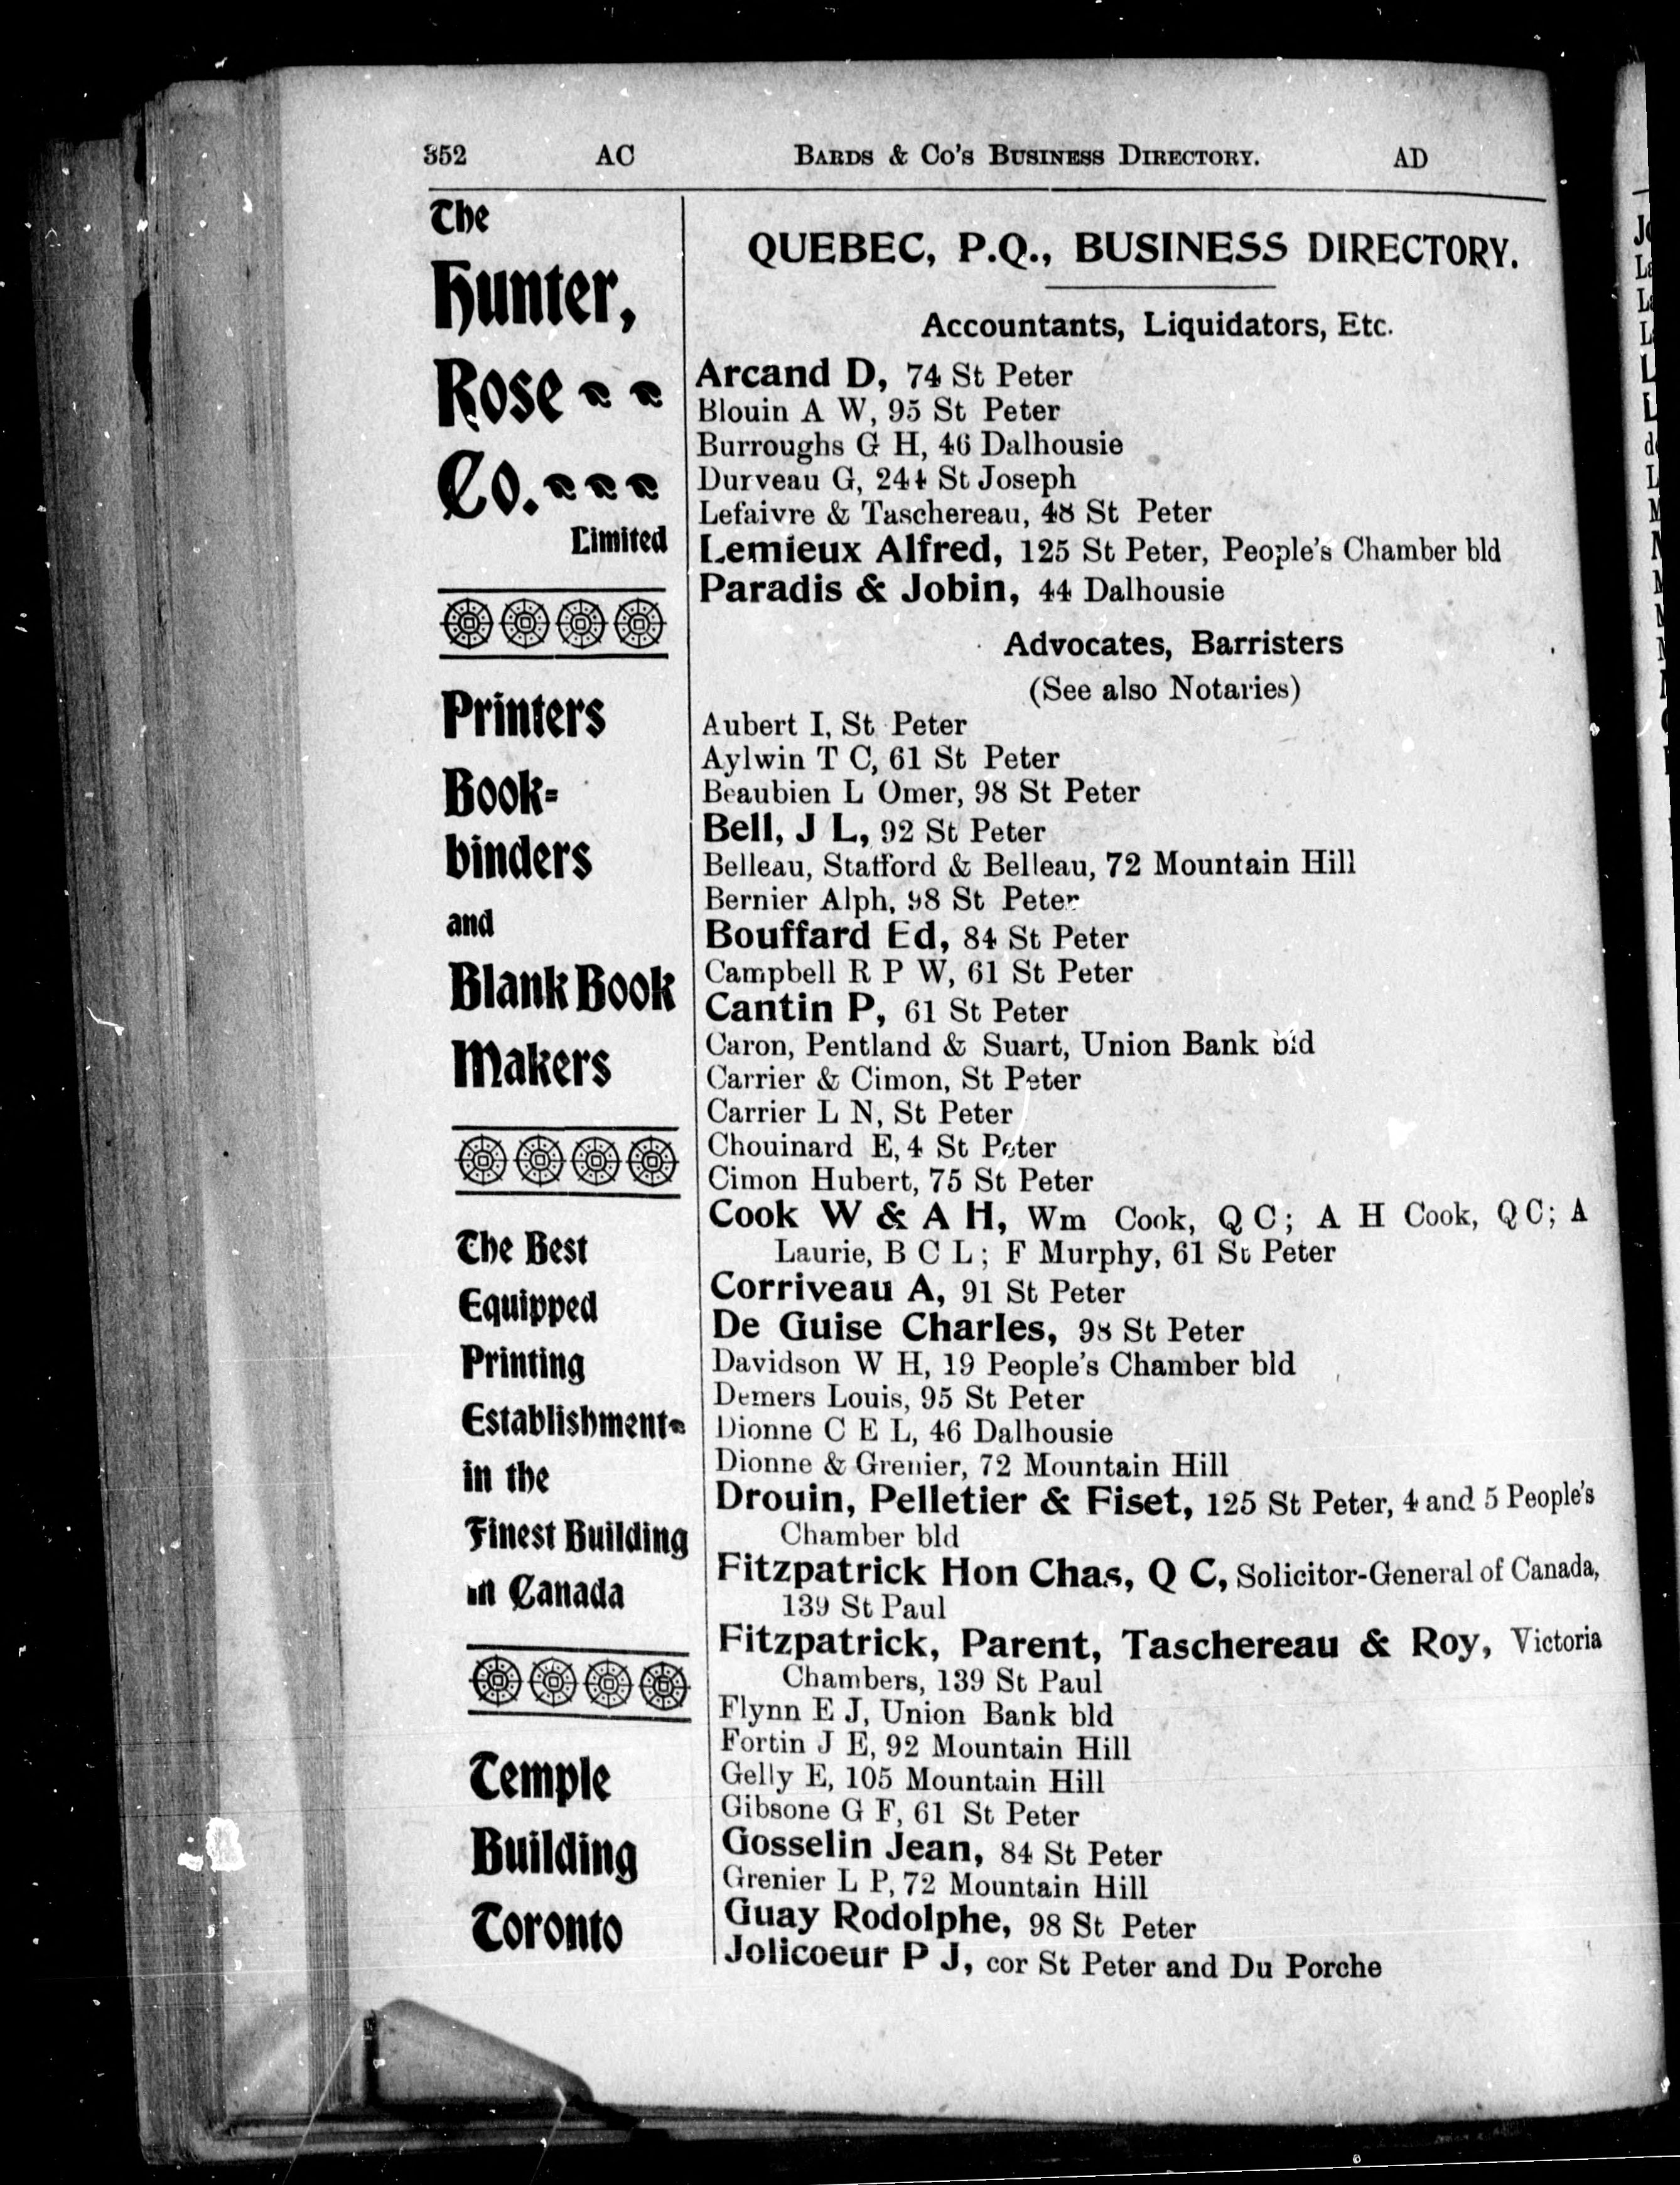 352 AC BARDS & CO'S BUSINESS DIRECTORY. AD
The
Hunter,
Rose
Co.
Limited
Printers
Book-
binders
and
Blank Book
Makers
The Best
Equipped
Printing
Establishment
in the
Finest Building
in Canada
Temple
Building
Toronto
QUEBEC, P.Q., BUSINESS DIRECTORY.
Accountants, Liquidators, Etc.
Arcand D, 74 St Peter
Blouin A W, 95 St Peter
Burroughs G H, 46 Dalhousie
Durveau G, 244 St Joseph
Lefaivre & Taschereau, 48 St Peter
Lemieux Alfred, 125 St Peter, People's Chamber bld
Paradis & Jobin, 44 Dalhousie
Advocates, Barristers
(See also Notaries)
Aubert I, St Peter
Aylwin T C, 61 St Peter
Beaubien L Omer, 98 St Peter
Bell, J L, 92 St Peter
Belleau, Stafford & Belleau, 72 Mountain Hill
Bernier Alph, 98 St Peter
Bouffard Ed, 84 St Peter
Campbell R P W, 61 St Peter
Cantin P, 61 St Peter
Caron, Pentland & Suart, Union Bank bld
Carrier & Cimon, St Peter
Carrier L N, St Peter
Chouinard E, 4 St Peter
Cimon Hubert, 75 St Peter
Cook W & A H, Wm Cook, Q C; A H Cook, Q C; A
Laurie, B C L; F Murphy, 61 St Peter
Corriveau A, 91 St Peter
De Guise Charles, 98 St Peter
Davidson W H, 19 People's Chamber bld
Demers Louis, 95 St Peter
Dionne C E L, 46 Dalhousie
Dionne & Grenier, 72 Mountain Hill
Drouin, Pelletier & Fiset, 125 St Peter, 4 and 5 People's
Chamber bld
Fitzpatrick Hon Chas, Q C, Solicitor-General of Canada,
139 St Paul
Fitzpatrick, Parent, Taschereau & Roy, Victoria
Chambers, 139 St Paul
Flynn E J, Union Bank bld
Fortin J E, 92 Mountain Hill
Gelly E, 105 Mountain Hill
Gibsone G F, 61 St Peter
Gosselin Jean, 84 St Peter
Grenier L P, 72 Mountain Hill
Guay Rodolphe, 98 St Peter
Jolicoeur P J, cor St Peter and Du Porche